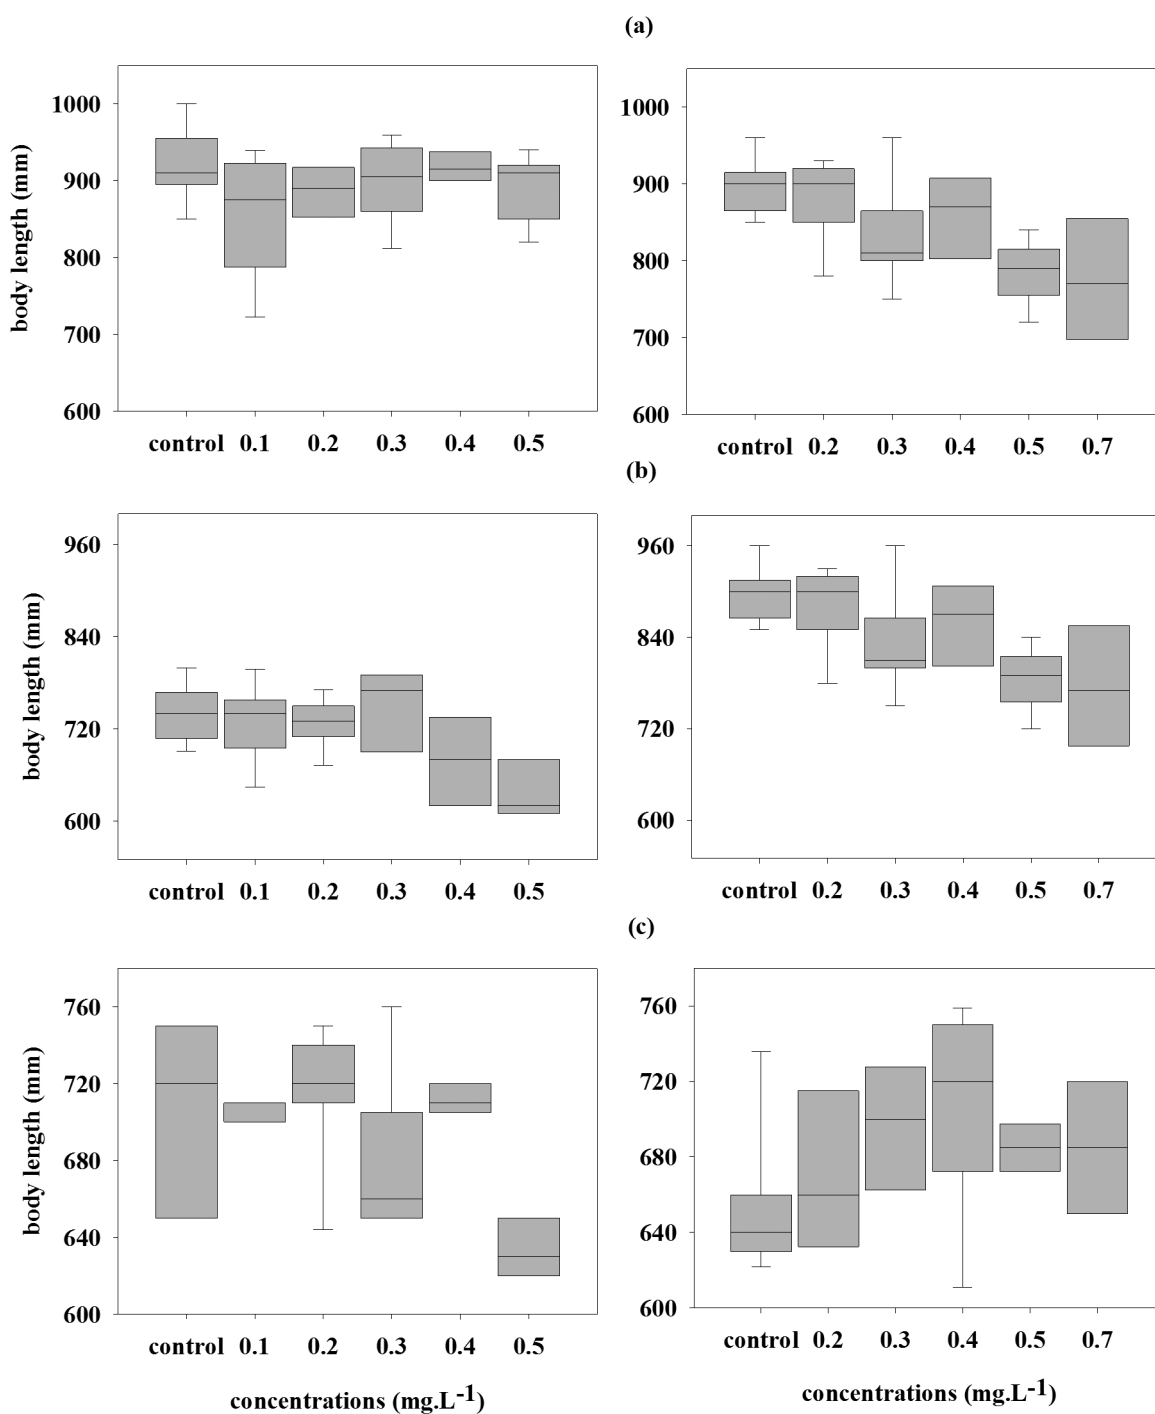 (a)
body length (mm)
1000
900
800
700
600
control 0.1 0.2 0.3 0.4 0.5
1000
900
800
700
600
control 0.2 0.3 0.4 0.5 0.7
(b)
body length (mm)
960
840
720
600
control 0.1 0.2 0.3 0.4 0.5
960
840
720
600
control 0.2 0.3 0.4 0.5 0.7
(c)
body length (mm)
760
720
680
640
600
control 0.1 0.2 0.3 0.4 0.5
concentrations (mg.L-1)
760
720
680
640
600
control 0.2 0.3 0.4 0.5 0.7
concentrations (mg.L-1)